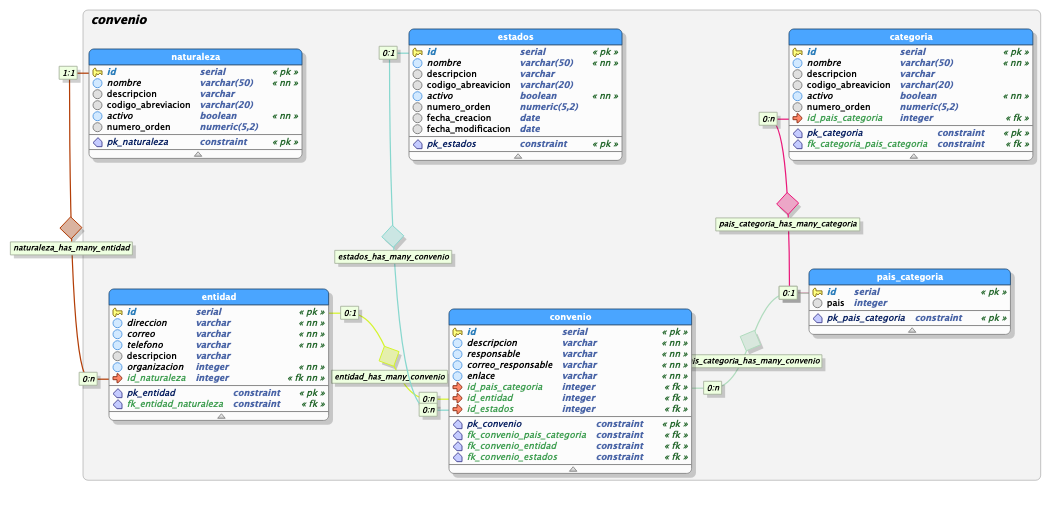 convenio
naturaleza
id serial « pk »
nombre varchar(50) « nn »
descripcion varchar
codigo_abreviacion varchar(20)
activo boolean « nn »
numero_orden numeric(5,2)
pk_naturaleza constraint « pk »
estados
id serial « pk »
nombre varchar(50) « nn »
descripcion varchar
codigo_abreavicion varchar(20)
activo boolean « nn »
numero_orden numeric(5,2)
fecha_creacion date
fecha_modificacion date
pk_estados constraint « pk »
categoria
id serial « pk »
nombre varchar(50) « nn »
descripcion varchar
codigo_abreavicion varchar(20)
activo boolean « nn »
numero_orden numeric(5,2)
id_pais_categoria integer « fk »
pk_categoria constraint « pk »
fk_categoria_pais_categoria constraint « fk »
1:1
0:1
0:n
naturaleza_has_many_entidad
estados_has_many_convenio
pais_categoria_has_many_categoria
entidad
id serial « pk »
direccion varchar « nn »
correo varchar « nn »
telefono varchar « nn »
descripcion varchar
organizacion integer « nn »
id_naturaleza integer « fk nn »
pk_entidad constraint « pk »
fk_entidad_naturaleza constraint « fk »
0:n
0:1
entidad_has_many_convenio
0:n
0:n
convenio
id serial « pk »
descripcion varchar « nn »
responsable varchar « nn »
correo_responsable varchar « nn »
enlace varchar « nn »
id_pais_categoria integer « fk »
id_entidad integer « fk »
id_estados integer « fk »
pk_convenio constraint « pk »
fk_convenio_pais_categoria constraint « fk »
fk_convenio_entidad constraint « fk »
fk_convenio_estados constraint « fk »
0:1
pais_categoria
id serial « pk »
pais integer
pk_pais_categoria constraint « pk »
is_categoria_has_many_convenio
0:n